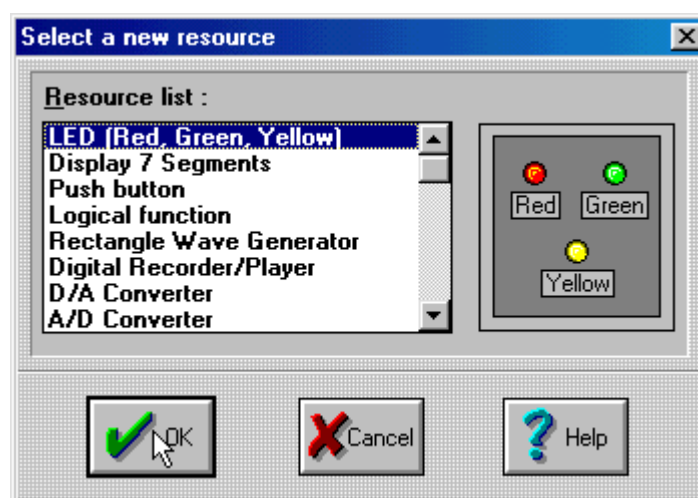 Select a new resource
Resource list :
LED (Red, Green, Yellow)
Display 7 Segments
Push button
Logical function
Rectangle Wave Generator
Digital Recorder/Player
D/A Converter
A/D Converter
Red Green
Yellow
OK Cancel Help